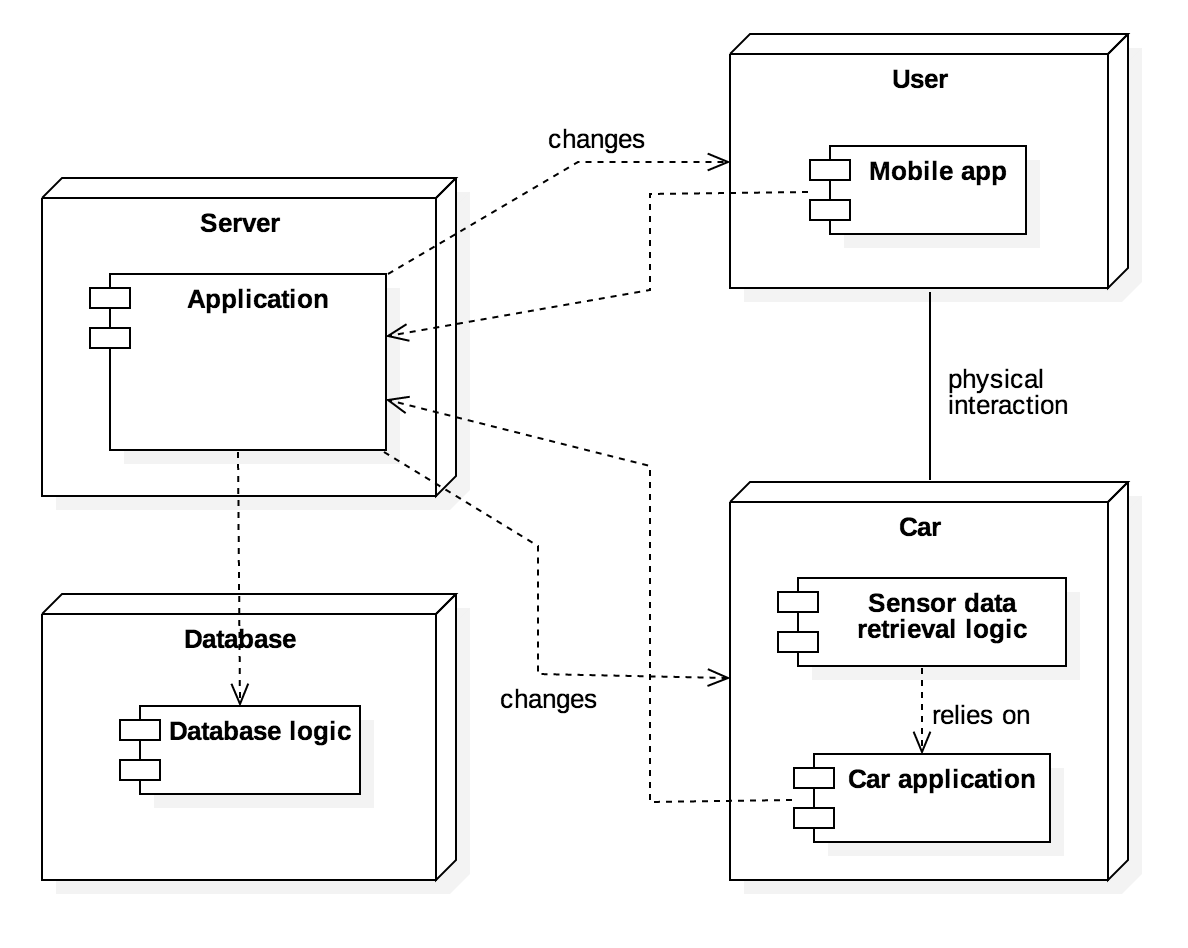 User
changes
Mobile app
Server
Application
physical
interaction
Car
Sensor data
retrieval logic
Database
changes
relies on
Database logic
Car application